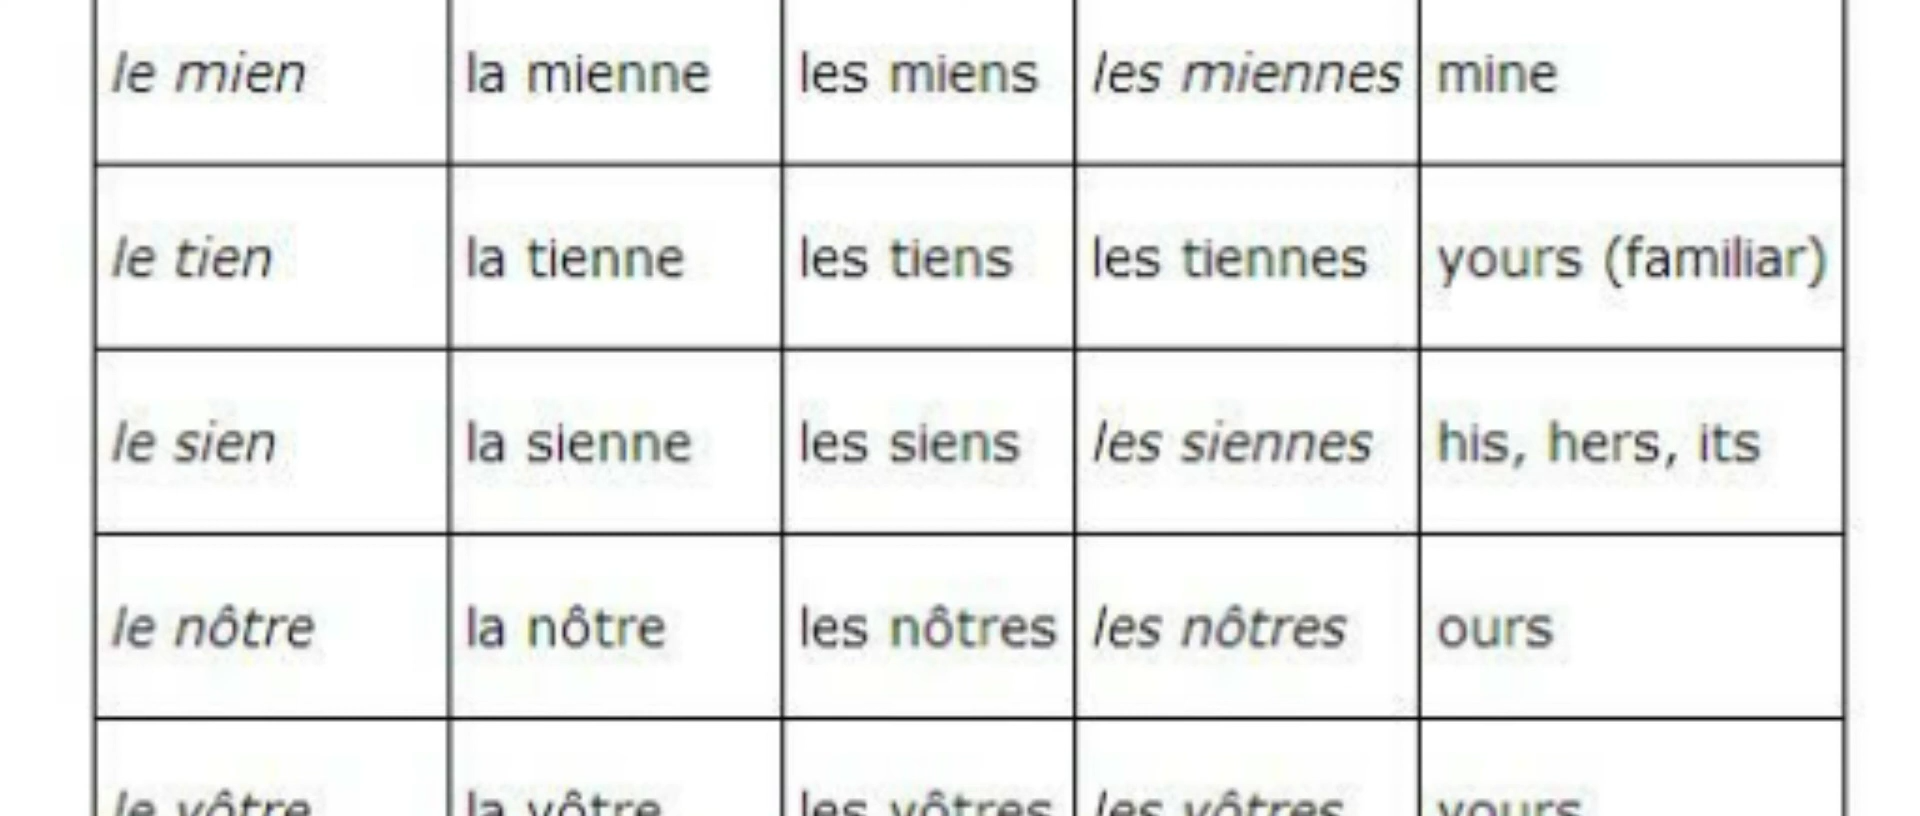 le mien la mienne les miens les miennes mine
le tien la tienne les tiens les tiennes yours (familiar)
le sien la sienne les siens les siennes his, hers, its
le nôtre la nôtre les nôtres les nôtres ours
le vôtre la vôtre les vôtres les vôtres yours